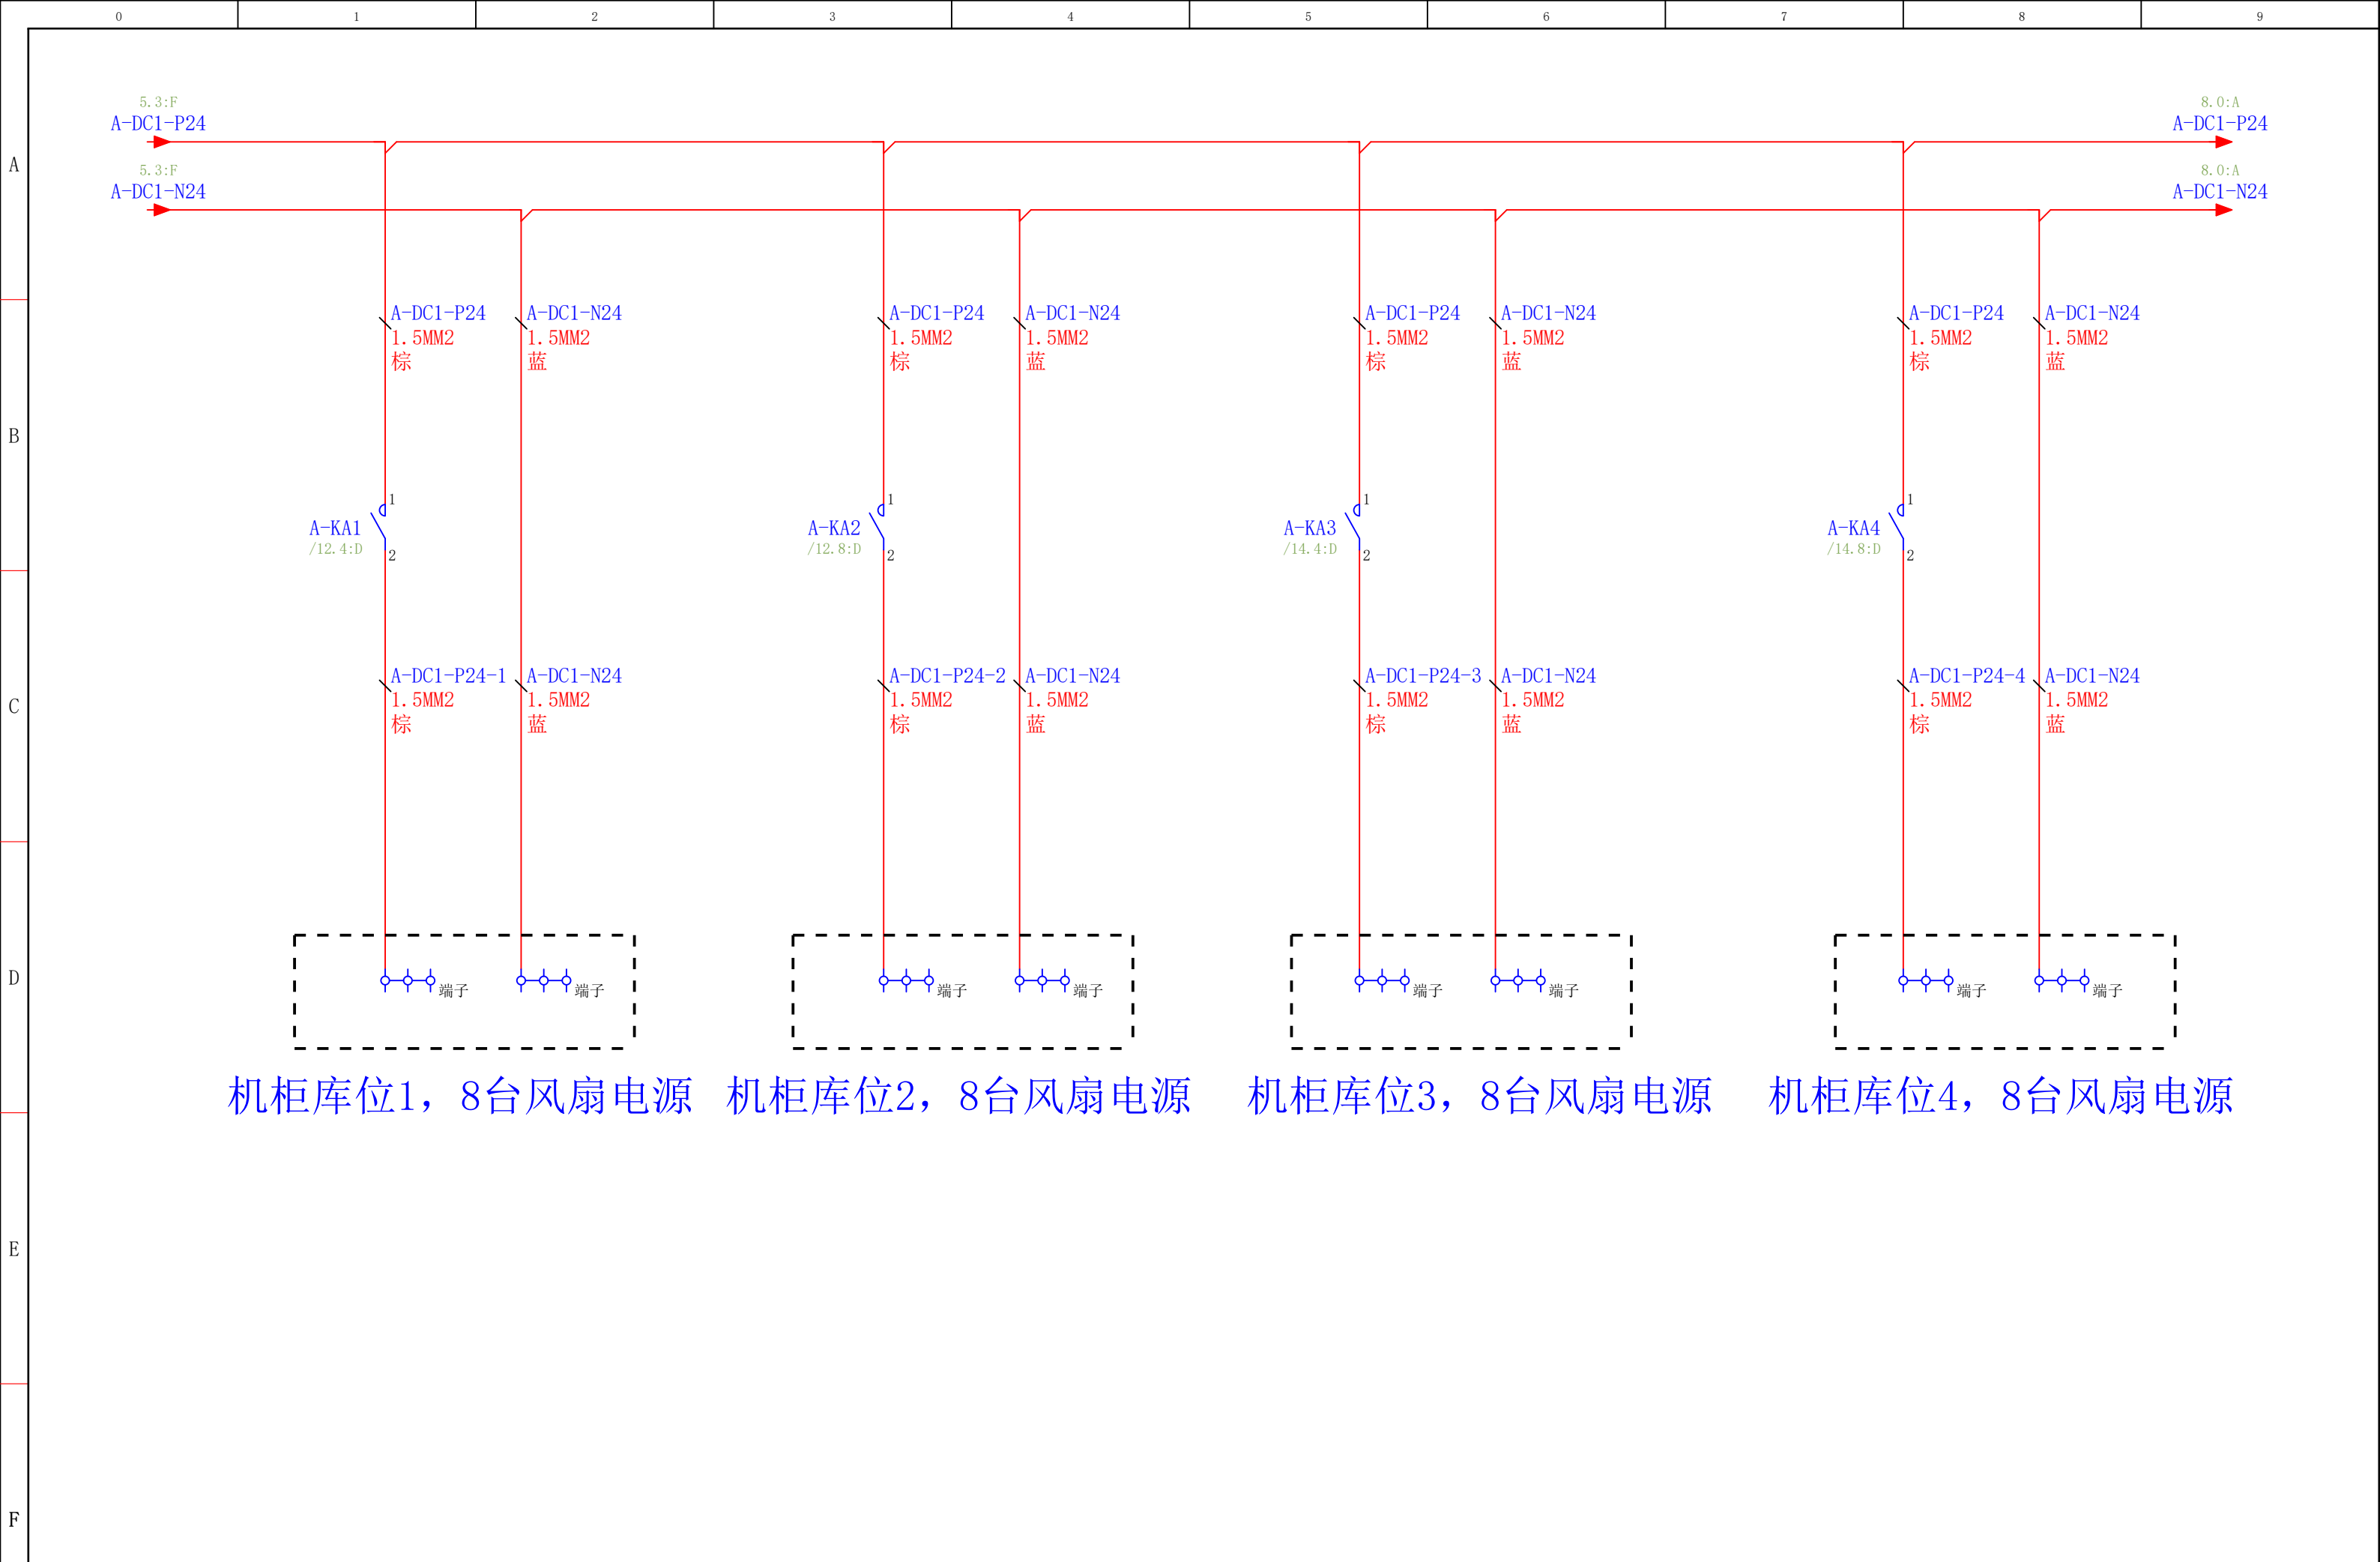 0 1 2 3 4 5 6 7 8 9
5.3:F 8.0:A
A-DC1-P24 A-DC1-P24
A
5.3:F 8.0:A
A-DC1-N24 A-DC1-N24
A-DC1-P24 A-DC1-N24 A-DC1-P24 A-DC1-N24 A-DC1-P24 A-DC1-N24 A-DC1-P24 A-DC1-N24
1.5MM2 1.5MM2 1.5MM2 1.5MM2 1.5MM2 1.5MM2 1.5MM2 1.5MM2
棕 蓝 棕 蓝 棕 蓝 棕 蓝
B
1 1 1 1
A-KA1 A-KA2 A-KA3 A-KA4
/12.4:D /12.8:D /14.4:D /14.8:D
2 2 2 2
A-DC1-P24-1 A-DC1-N24 A-DC1-P24-2 A-DC1-N24 A-DC1-P24-3 A-DC1-N24 A-DC1-P24-4 A-DC1-N24
C
1.5MM2 1.5MM2 1.5MM2 1.5MM2 1.5MM2 1.5MM2 1.5MM2 1.5MM2
棕 蓝 棕 蓝 棕 蓝 棕 蓝
D
端子 端子 端子 端子 端子 端子 端子 端子
机柜库位1，8台风扇电源 机柜库位2，8台风扇电源 机柜库位3，8台风扇电源 机柜库位4，8台风扇电源
E
F